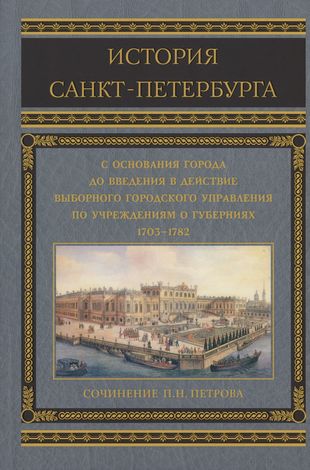 ИСТОРИЯ
САНКТ-ПЕТЕРБУРГА
С ОСНОВАНИЯ ГОРОДА
ДО ВВЕДЕНИЯ В ДЕЙСТВИЕ
ВЫБОРНОГО ГОРОДСКОГО УПРАВЛЕНИЯ
ПО УЧРЕЖДЕНИЯМ О ГУБЕРНИЯХ
1703–1782
СОЧИНЕНИЕ П.Н. ПЕТРОВА